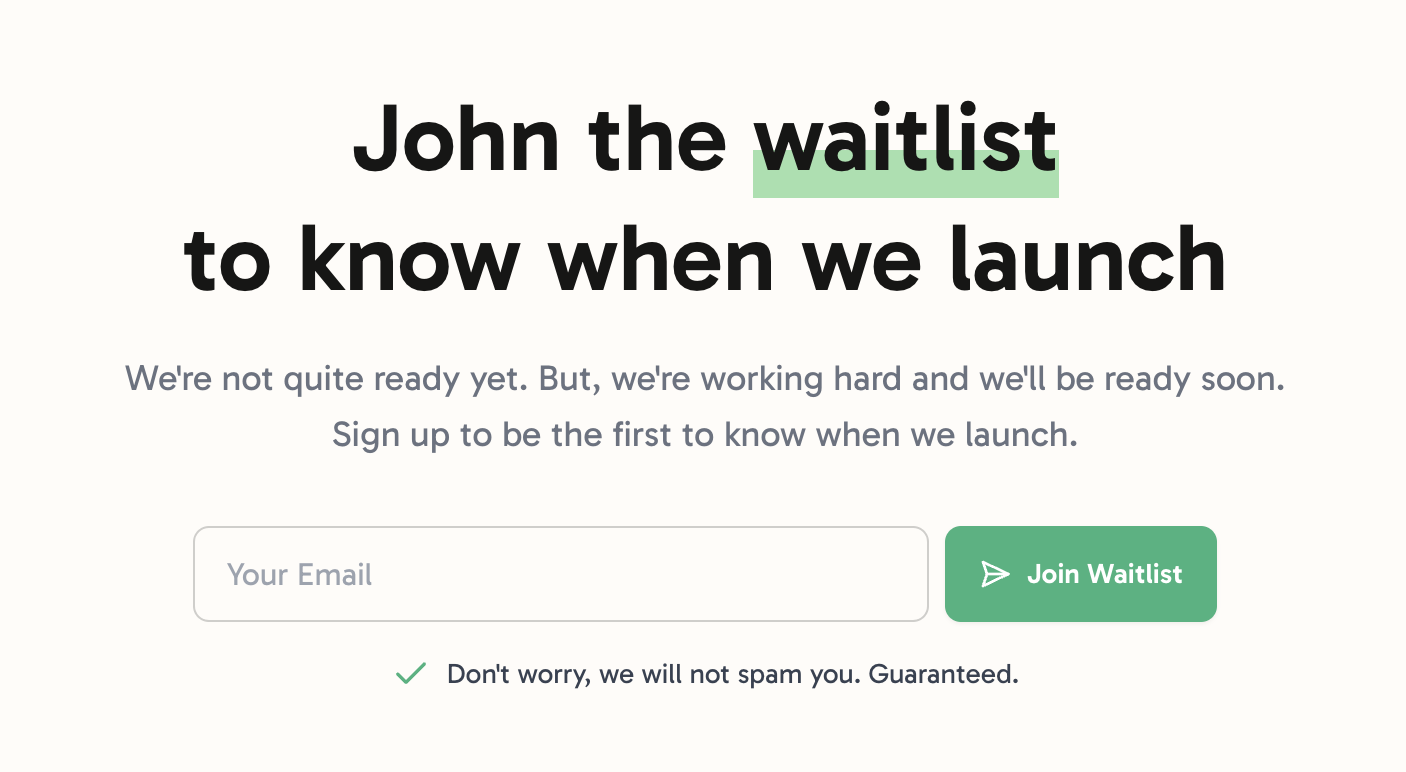 John the waitlist
to know when we launch
We're not quite ready yet. But, we're working hard and we'll be ready soon.
Sign up to be the first to know when we launch.
Your Email
Join Waitlist
Don't worry, we will not spam you. Guaranteed.